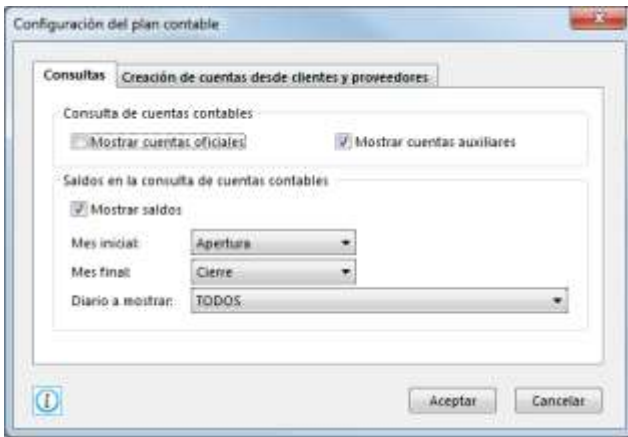 Configuración del plan contable
Consultas
Creación de cuentas desde clientes y proveedores
Consulta de cuentas contables
Mostrar cuentas oficiales
Mostrar cuentas auxiliares
Saldos en la consulta de cuentas contables
Mostrar saldos
Mes inicial: Apertura
Mes final: Cierre
Diario a mostrar: TODOS
Aceptar
Cancelar